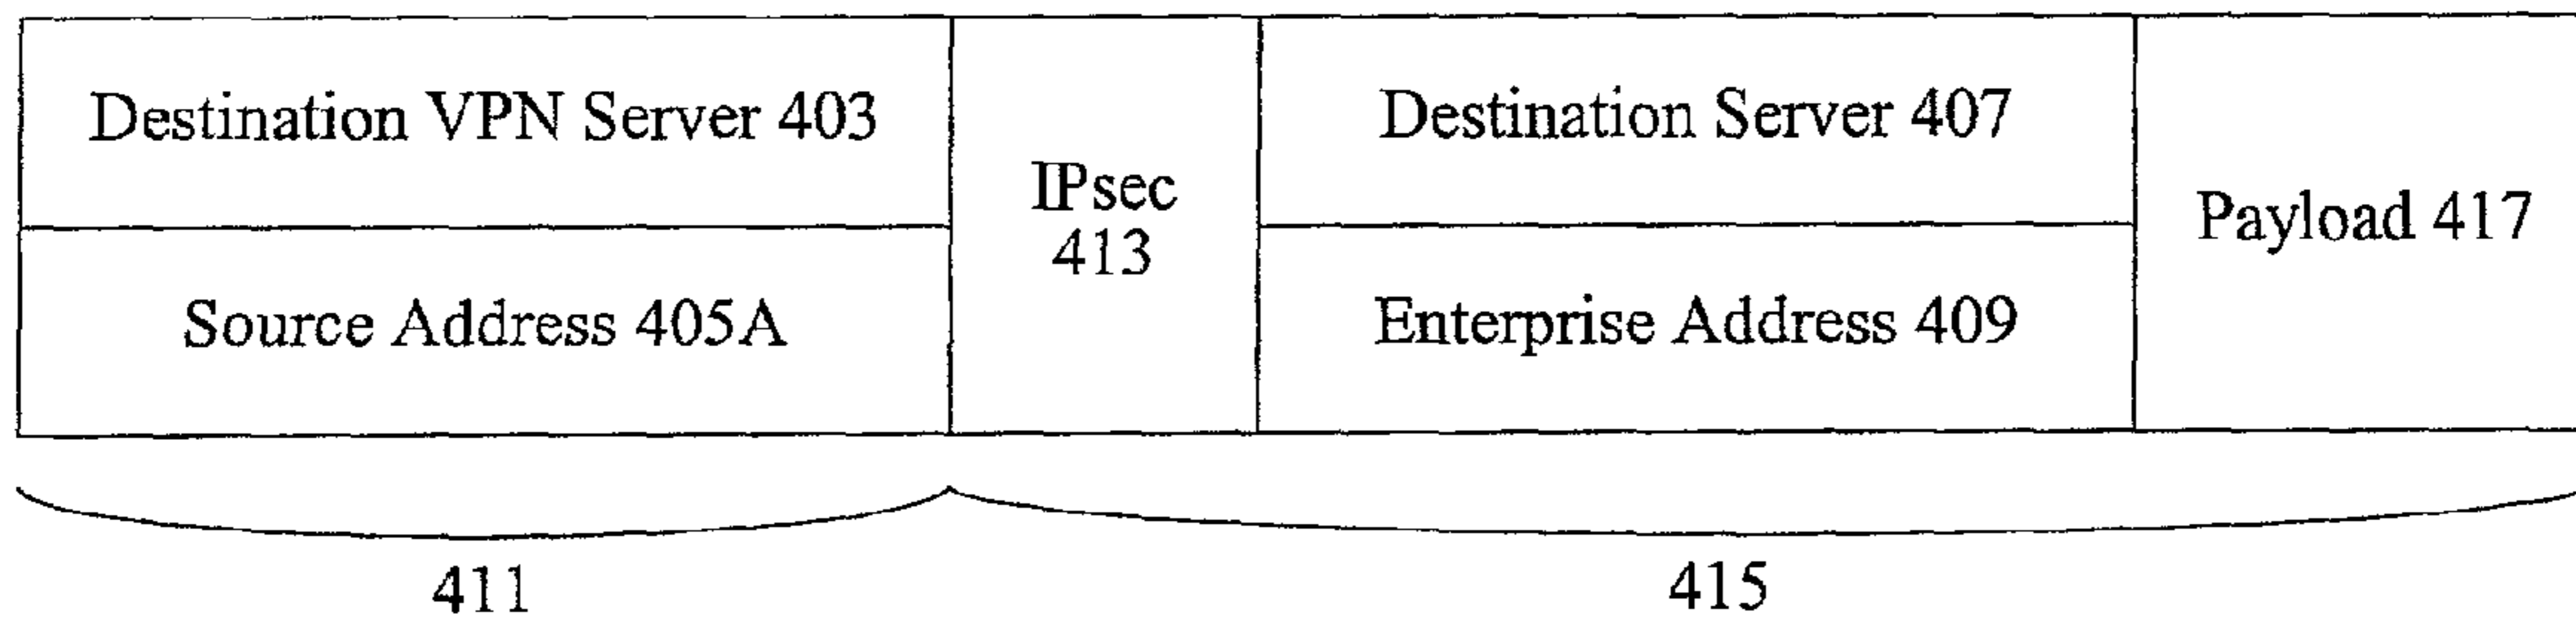 Destination VPN Server 403
Source Address 405A
IPsec
413
Destination Server 407
Enterprise Address 409
Payload 417
411
415